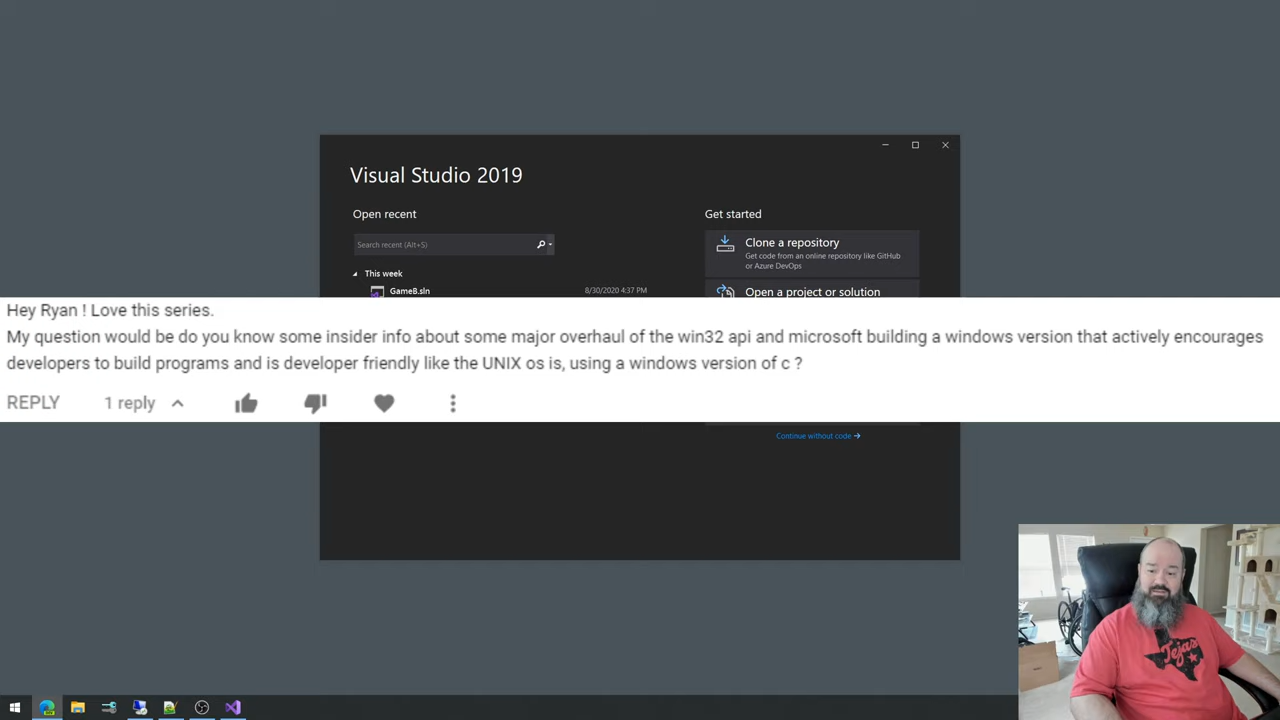 Visual Studio 2019
Open recent
Get started
Search recent (Alt+S)
Clone a repository
Get code from an online repository like GitHub
or Azure DevOps
This week
GameB.sln
8/30/2020 4:37 PM
Open a project or solution
Hey Ryan ! Love this series.
My question would be do you know some insider info about some major overhaul of the win32 api and microsoft building a windows version that actively encourages
developers to build programs and is developer friendly like the UNIX os is, using a windows version of c ?
REPLY
1 reply
Continue without code →
Tejas